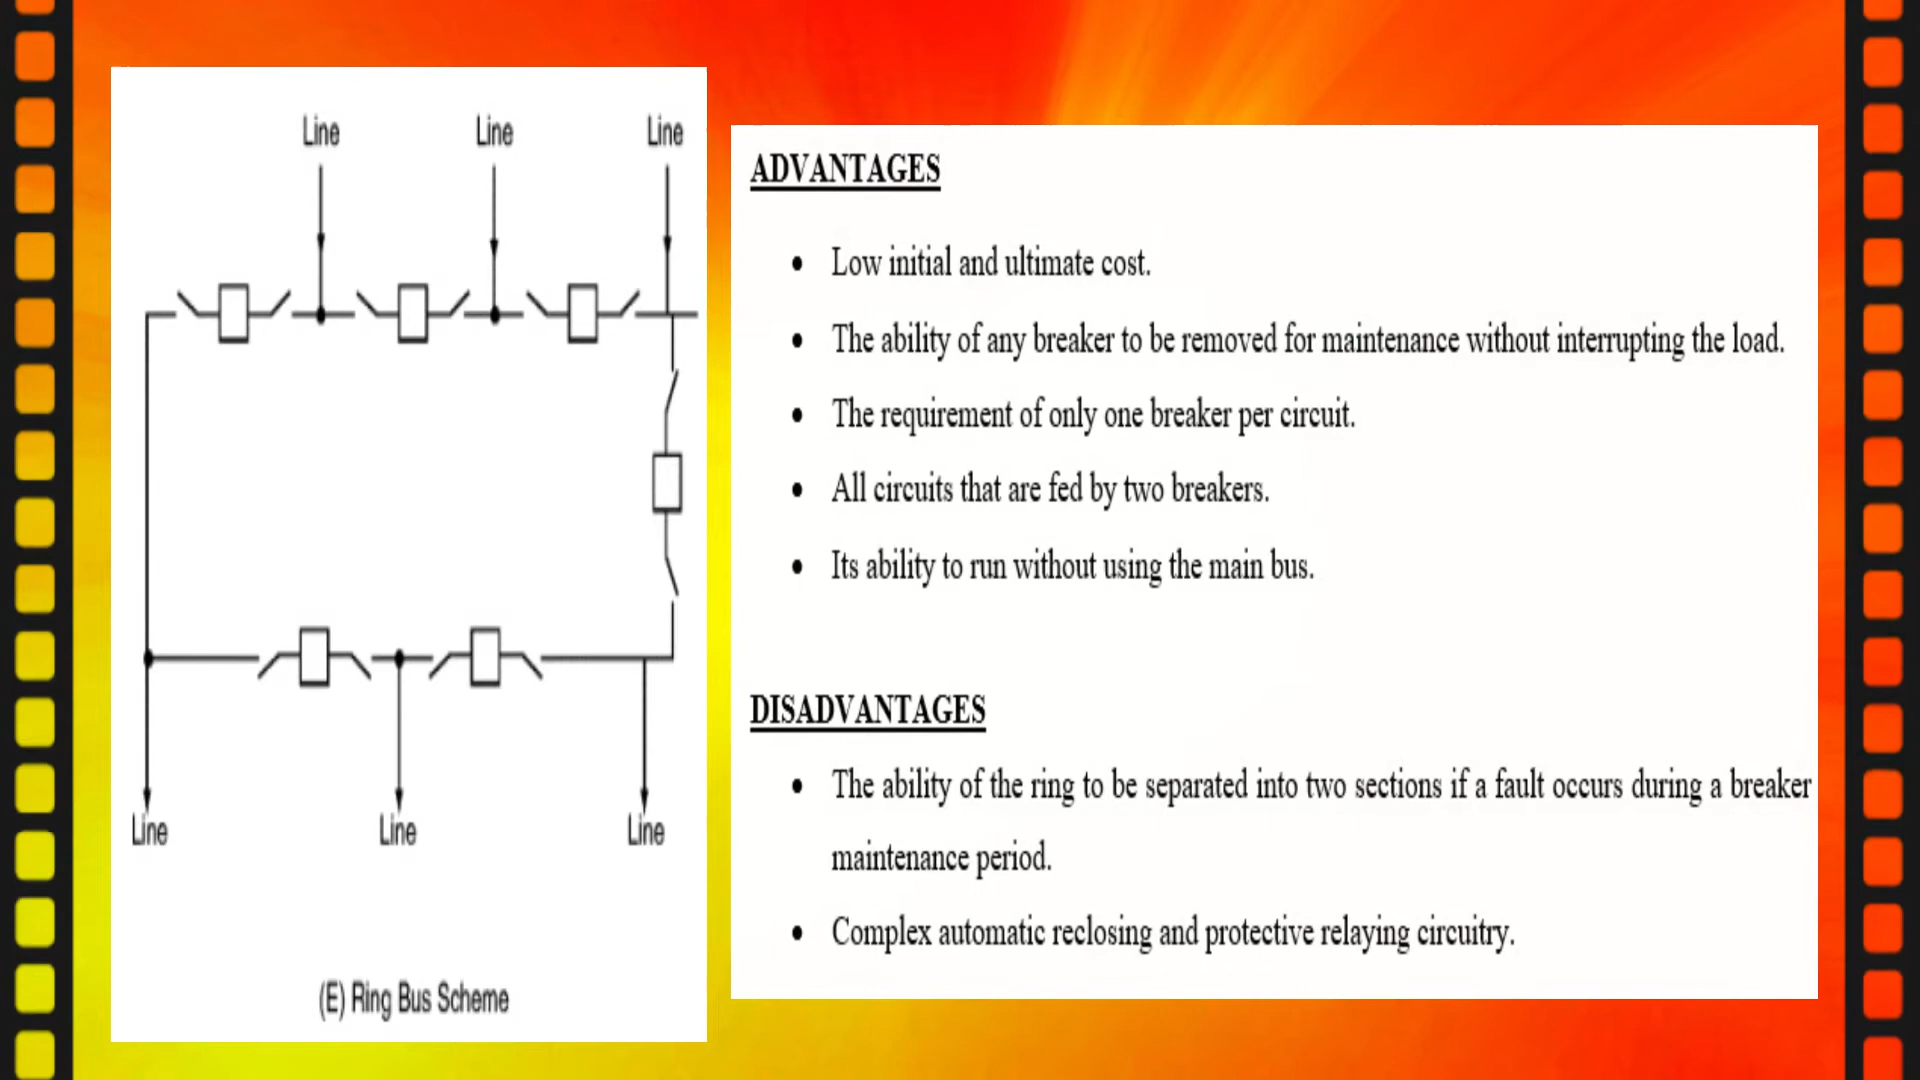 Line Line Line
Line Line Line
(E) Ring Bus Scheme
ADVANTAGES
• Low initial and ultimate cost.
• The ability of any breaker to be removed for maintenance without interrupting the load.
• The requirement of only one breaker per circuit.
• All circuits that are fed by two breakers.
• Its ability to run without using the main bus.
DISADVANTAGES
• The ability of the ring to be separated into two sections if a fault occurs during a breaker
maintenance period.
• Complex automatic reclosing and protective relaying circuitry.